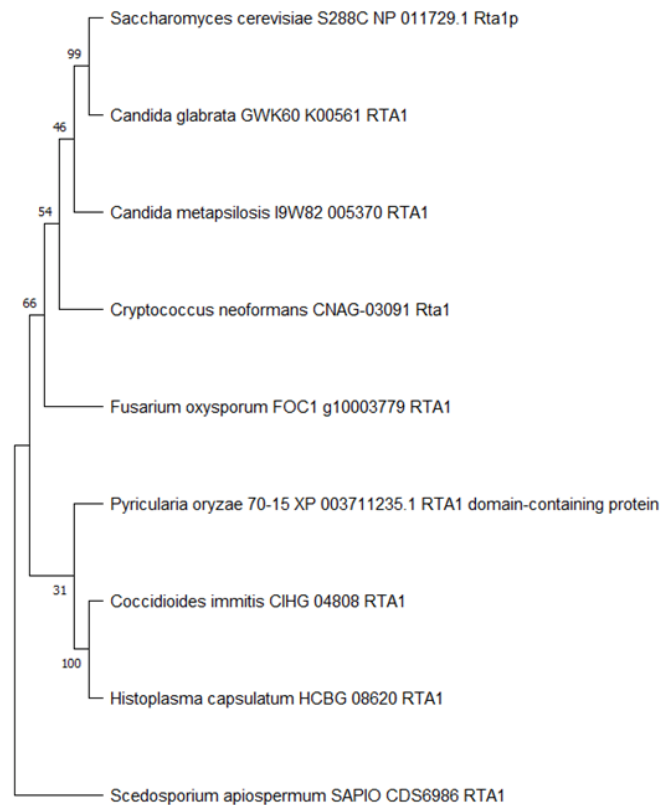 Saccharomyces cerevisiae S288C NP 011729.1 Rta1p
99
Candida glabrata GWK60 K00561 RTA1
46
Candida metapsilosis I9W82 005370 RTA1
54
Cryptococcus neoformans CNAG-03091 Rta1
66
Fusarium oxysporum FOC1 g10003779 RTA1
Pyricularia oryzae 70-15 XP 003711235.1 RTA1 domain-containing protein
31
Coccidioides immitis CIHG 04808 RTA1
100
Histoplasma capsulatum HCBG 08620 RTA1
Scedosporium apiospermum SAPIO CDS6986 RTA1